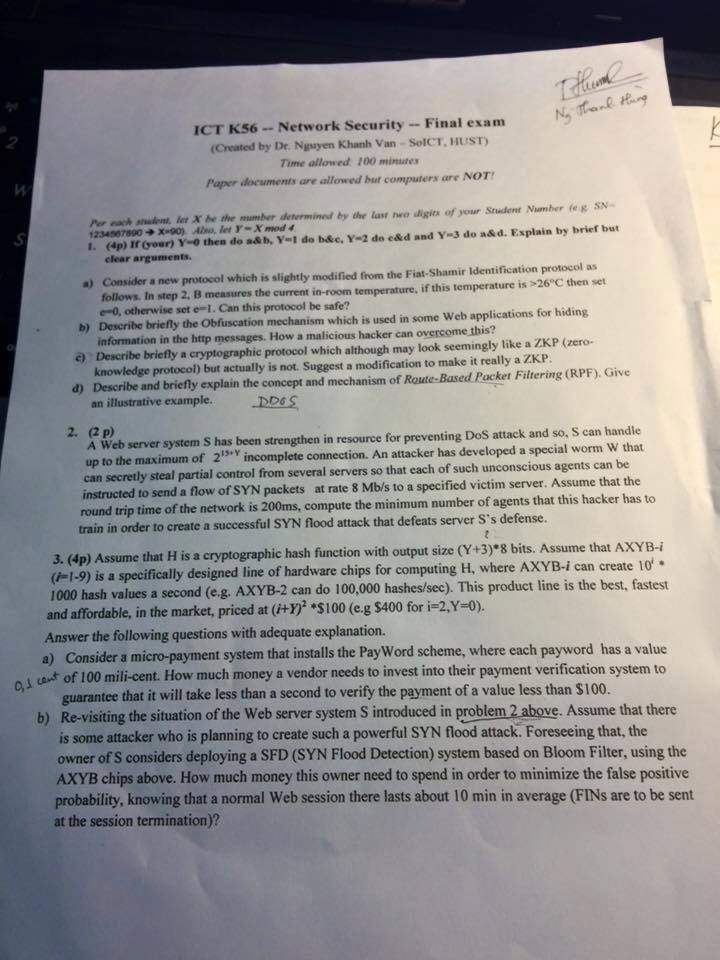 Ng Thanh Hùng
ICT K56 -- Network Security -- Final exam
(Created by Dr. Nguyen Khanh Van – SoICT, HUST)
Time allowed: 100 minutes
Paper documents are allowed but computers are NOT!
Per each student, let X be the number determined by the last two digits of your Student Number (e.g. SN=
1234567890 → X=90). Also, let Y = X mod 4.
1. (4p) If (your) Y=0 then do a&b, Y=1 do b&c, Y=2 do c&d and Y=3 do a&d. Explain by brief but
clear arguments.
a) Consider a new protocol which is slightly modified from the Fiat-Shamir Identification protocol as
follows. In step 2, B measures the current in-room temperature, if this temperature is >26°C then set
e=0, otherwise set e=1. Can this protocol be safe?
b) Describe briefly the Obfuscation mechanism which is used in some Web applications for hiding
information in the http messages. How a malicious hacker can overcome this?
c) Describe briefly a cryptographic protocol which although may look seemingly like a ZKP (zero-
knowledge protocol) but actually is not. Suggest a modification to make it really a ZKP.
d) Describe and briefly explain the concept and mechanism of Route-Based Packet Filtering (RPF). Give
an illustrative example. DDOS
2. (2 p)
A Web server system S has been strengthen in resource for preventing DoS attack and so, S can handle
up to the maximum of 2^15+Y incomplete connection. An attacker has developed a special worm W that
can secretly steal partial control from several servers so that each of such unconscious agents can be
instructed to send a flow of SYN packets at rate 8 Mb/s to a specified victim server. Assume that the
round trip time of the network is 200ms, compute the minimum number of agents that this hacker has to
train in order to create a successful SYN flood attack that defeats server S's defense.
3. (4p) Assume that H is a cryptographic hash function with output size (Y+3)*8 bits. Assume that AXYB-i
(i=1-9) is a specifically designed line of hardware chips for computing H, where AXYB-i can create 10^i *
1000 hash values a second (e.g. AXYB-2 can do 100,000 hashes/sec). This product line is the best, fastest
and affordable, in the market, priced at (i+Y)² *$100 (e.g $400 for i=2,Y=0).
Answer the following questions with adequate explanation.
a) Consider a micro-payment system that installs the PayWord scheme, where each payword has a value
0,1 cent of 100 mili-cent. How much money a vendor needs to invest into their payment verification system to
guarantee that it will take less than a second to verify the payment of a value less than $100.
b) Re-visiting the situation of the Web server system S introduced in problem 2 above. Assume that there
is some attacker who is planning to create such a powerful SYN flood attack. Foreseeing that, the
owner of S considers deploying a SFD (SYN Flood Detection) system based on Bloom Filter, using the
AXYB chips above. How much money this owner need to spend in order to minimize the false positive
probability, knowing that a normal Web session there lasts about 10 min in average (FINs are to be sent
at the session termination)?